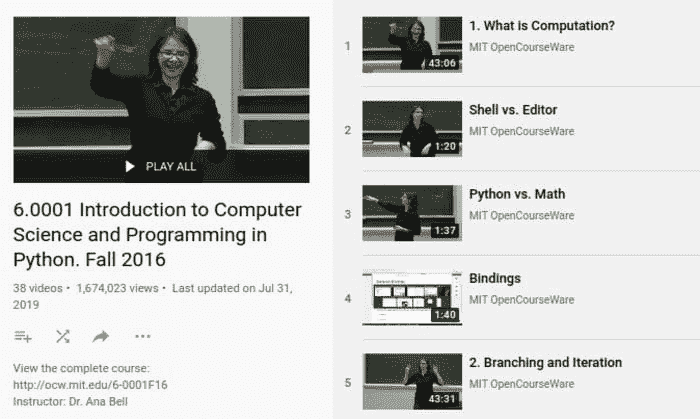 PLAY ALL
6.0001 Introduction to Computer
Science and Programming in
Python. Fall 2016
38 videos • 1,674,023 views • Last updated on Jul 31,
2019
View the complete course:
http://ocw.mit.edu/6-0001F16
Instructor: Dr. Ana Bell
1
43:06
1. What is Computation?
MIT OpenCourseWare
2
1:20
Shell vs. Editor
MIT OpenCourseWare
3
1:37
Python vs. Math
MIT OpenCourseWare
4
1:40
Bindings
MIT OpenCourseWare
5
43:31
2. Branching and Iteration
MIT OpenCourseWare